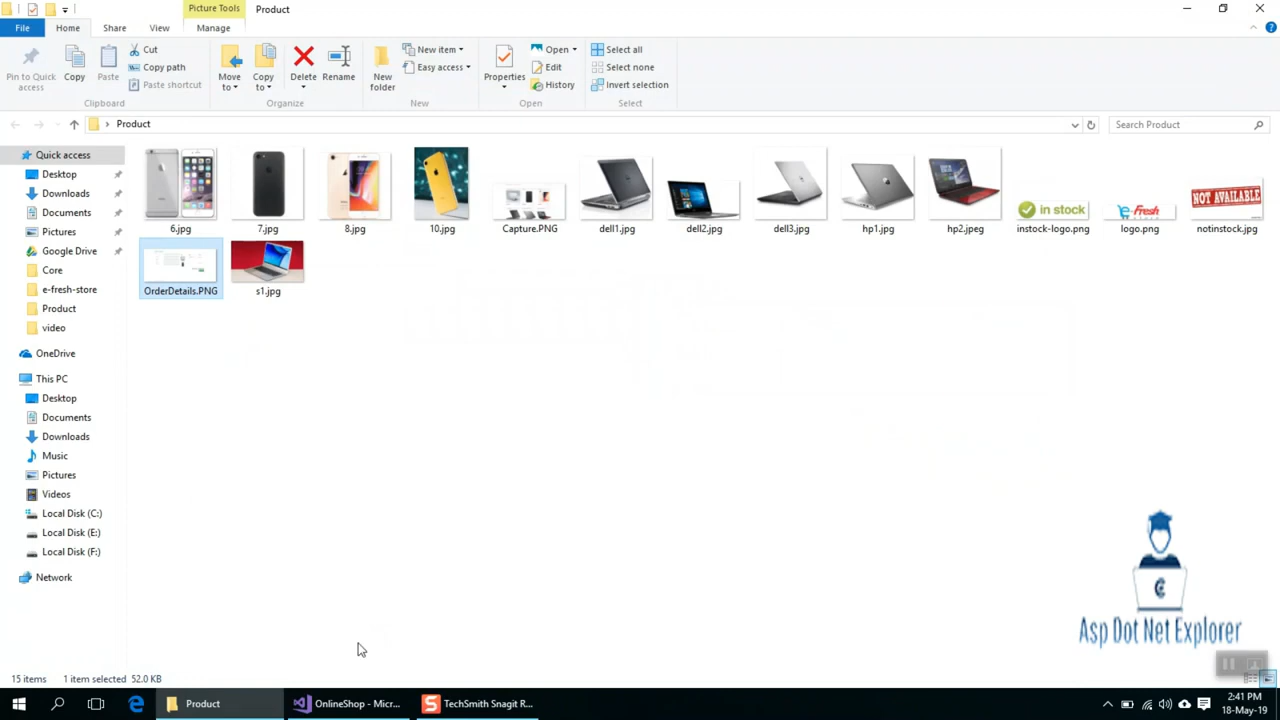 Picture Tools
Product
File
Home
Share
View
Manage
Pin to Quick
access
Copy
Paste
Cut
Copy path
Paste shortcut
Clipboard
Move
to
Copy
to
Delete
Rename
Organize
New
folder
New item
Easy access
New
Properties
Open
Edit
History
Open
Select all
Select none
Invert selection
Select
Product
Search Product
Quick access
Desktop
Downloads
Documents
Pictures
Google Drive
Core
e-fresh-store
Product
video
OneDrive
This PC
Desktop
Documents
Downloads
Music
Pictures
Videos
Local Disk (C:)
Local Disk (E:)
Local Disk (F:)
Network
in stock
e-Fresh
NOT AVAILABLE
6.jpg
7.jpg
8.jpg
10.jpg
Capture.PNG
dell1.jpg
dell2.jpg
dell3.jpg
hp1.jpg
hp2.jpeg
instock-logo.png
logo.png
notinstock.jpg
OrderDetails.PNG
s1.jpg
Asp Dot Net Explorer
15 items
1 item selected 52.0 KB
Product
OnlineShop - Micr...
TechSmith Snagit R...
2:41 PM
18-May-19